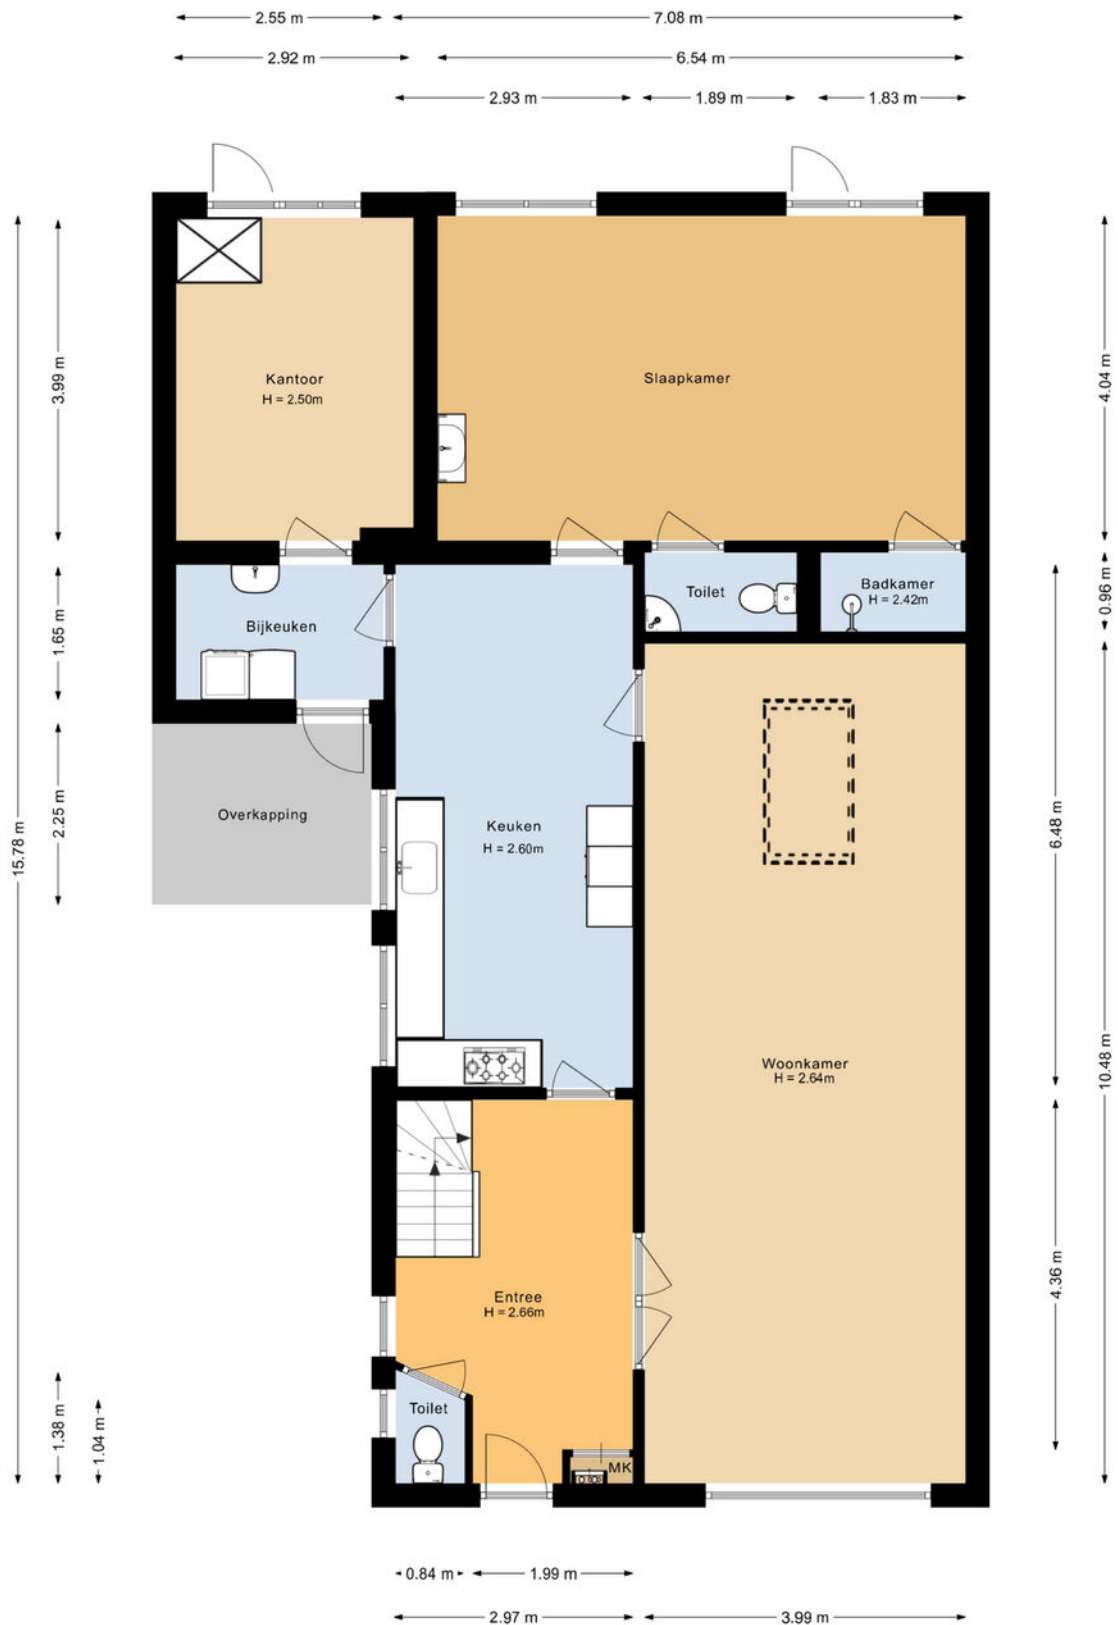 2.55 m
7.08 m
2.92 m
6.54 m
2.93 m
1.89 m
1.83 m
15.78 m
3.99 m
1.65 m
2.25 m
1.38 m
1.04 m
4.04 m
0.96 m
6.48 m
10.48 m
4.36 m
Kantoor
H = 2.50m
Slaapkamer
Bijkeuken
Toilet
Badkamer
H = 2.42m
Overkapping
Keuken
H = 2.60m
Woonkamer
H = 2.64m
Entree
H = 2.66m
Toilet
MK
0.84 m
1.99 m
2.97 m
3.99 m